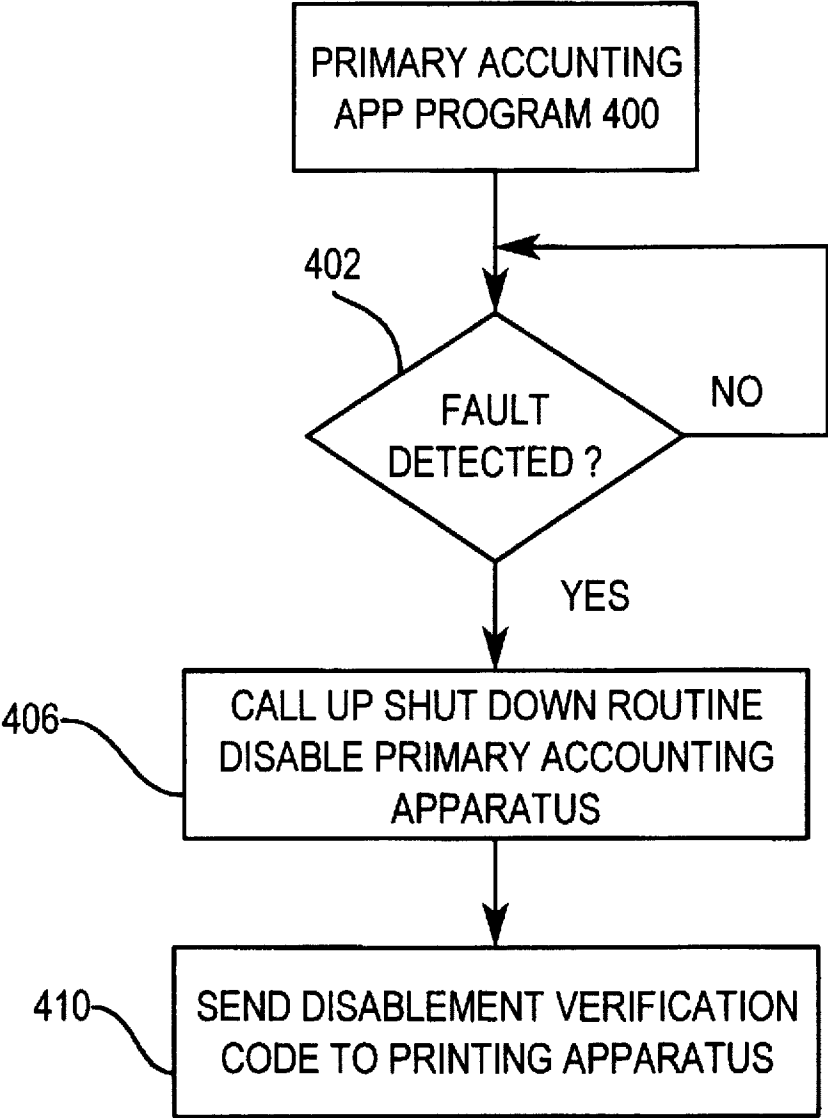 PRIMARY ACCUNTING
APP PROGRAM 400
402
FAULT
DETECTED ?
NO
YES
406
CALL UP SHUT DOWN ROUTINE
DISABLE PRIMARY ACCOUNTING
APPARATUS
410
SEND DISABLEMENT VERIFICATION
CODE TO PRINTING APPARATUS